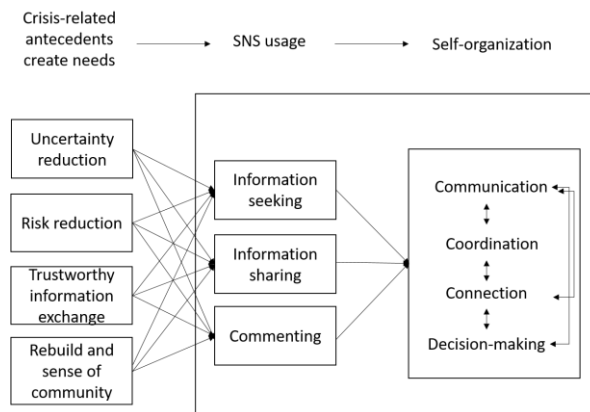 Crisis-related
antecedents
create needs
SNS usage
Self-organization
Uncertainty
reduction
Risk reduction
Trustworthy
information
exchange
Rebuild and
sense of
community
Information
seeking
Information
sharing
Commenting
Communication
Coordination
Connection
Decision-making